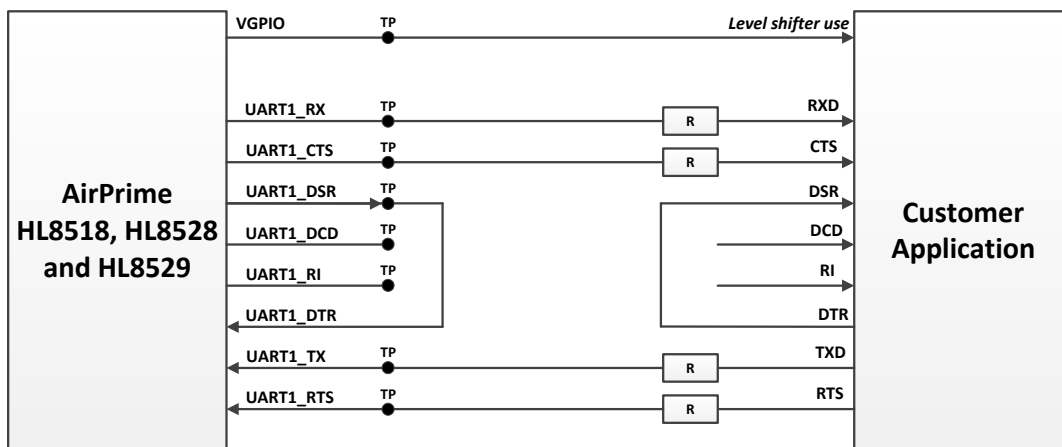 VGPIO
TP
Level shifter use
UART1_RX
TP
R
RXD
UART1_CTS
TP
R
CTS
UART1_DSR
TP
DSR
UART1_DCD
TP
DCD
UART1_RI
TP
RI
UART1_DTR
DTR
UART1_TX
TP
R
TXD
UART1_RTS
TP
R
RTS
AirPrime
HL8518, HL8528
and HL8529
Customer
Application